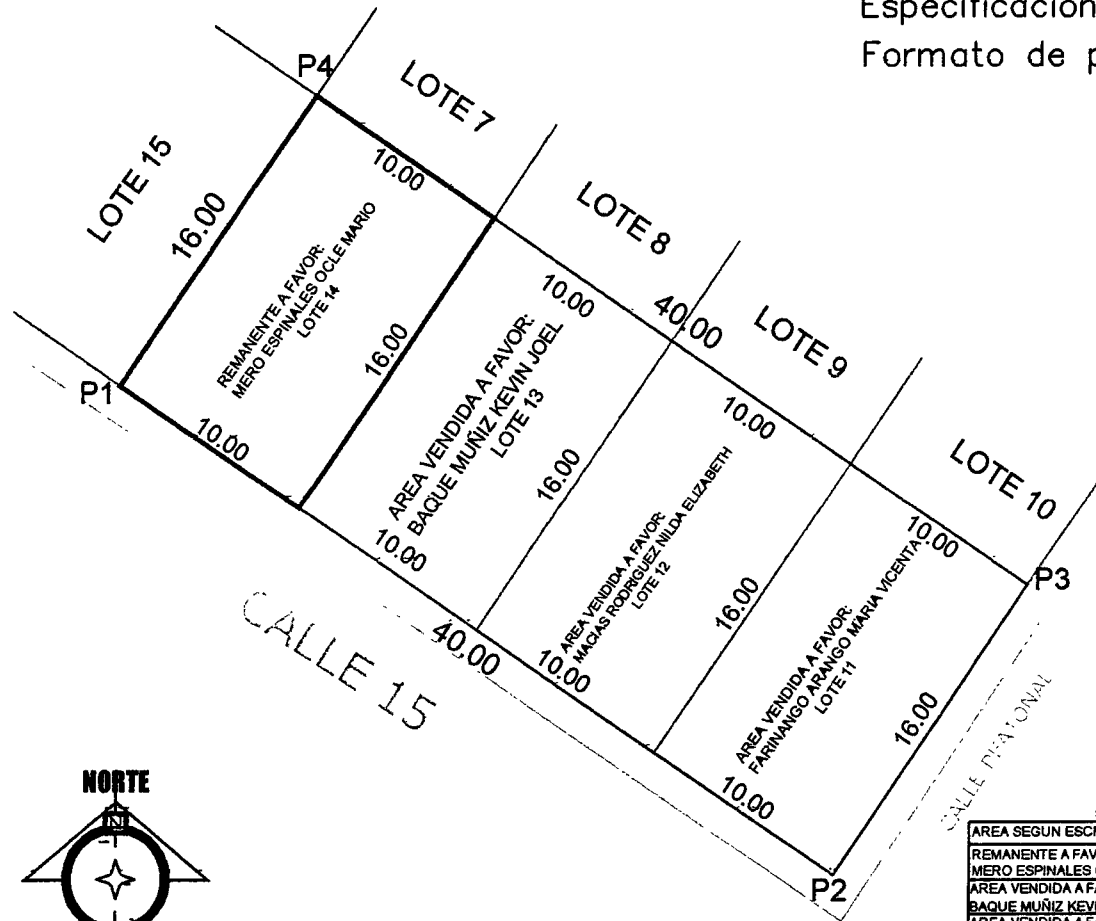 Especificacion
Formato de p
P4
LOTE 7
LOTE 15
16.00
10.00
REMANENTE A FAVOR:
MERO ESPINALES OCLE MARIO
LOTE 14
16.00
P1
10.00
LOTE 8
10.00
40.00
AREA VENDIDA A FAVOR:
BAQUE MUÑIZ KEVIN JOEL
LOTE 13
16.00
10.00
LOTE 9
10.00
AREA VENDIDA A FAVOR:
MACIAS RODRIGUEZ NILDA ELIZABETH
LOTE 12
16.00
10.00
LOTE 10
10.00
P3
AREA VENDIDA A FAVOR:
FARINANGO ARANGO MARIA VICENTA
LOTE 11
16.00
10.00
P2
CALLE 15
40,00
CALLE PEATONAL
NORTE
N
AREA SEGUN ESC
REMANENTE A FAV
MERO ESPINALES
AREA VENDIDA A FA
BAQUE MUÑIZ KEV